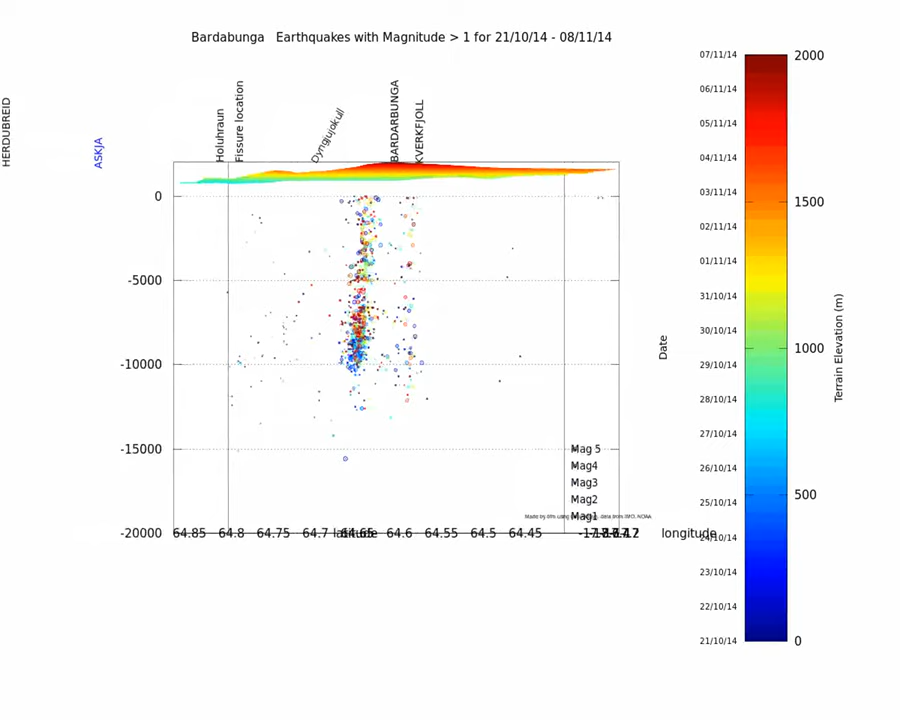 Bardabunga Earthquakes with Magnitude > 1 for 21/10/14 - 08/11/14
HERDUBREID
ASKJA
Holuhraun
Fissure location
Dyngjujokull
BARDARBUNGA
KVERKFJOLL
0
-5000
-10000
-15000
-20000
64.85
64.8
64.75
64.7
64.6
64.55
64.5
64.45
latitude
longitude
Mag 5
Mag4
Mag3
Mag2
Mag1
Date
07/11/14
06/11/14
05/11/14
04/11/14
03/11/14
02/11/14
01/11/14
31/10/14
30/10/14
29/10/14
28/10/14
27/10/14
26/10/14
25/10/14
24/10/14
23/10/14
22/10/14
21/10/14
2000
1500
1000
500
0
Terrain Elevation (m)